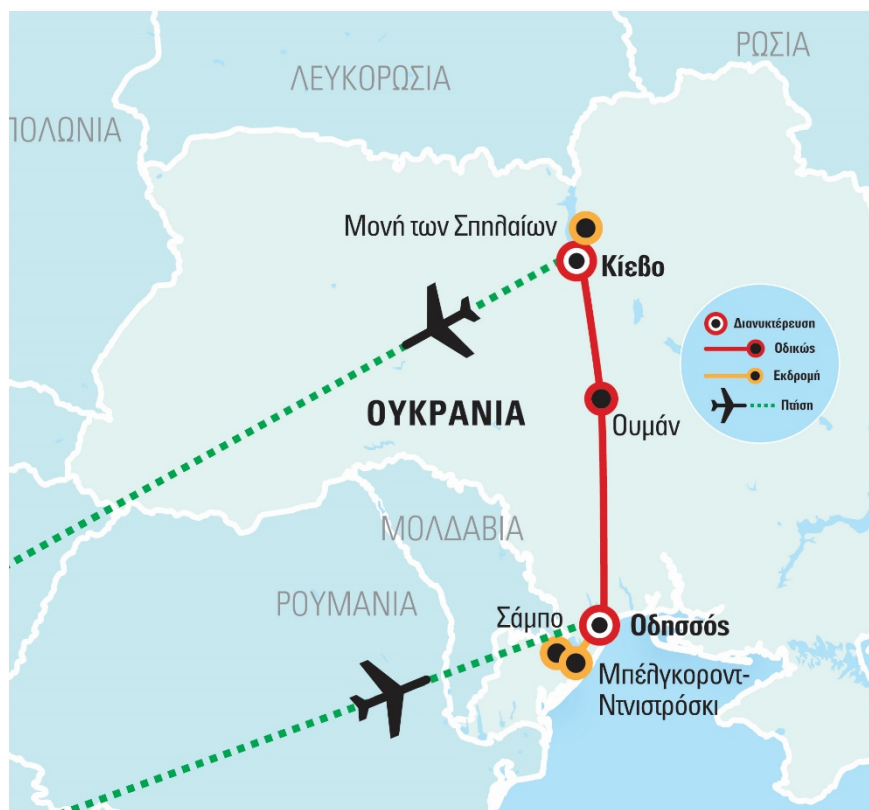 ΡΩΣΙΑ
ΛΕΥΚΟΡΩΣΙΑ
ΠΟΛΩΝΙΑ
Μονή των Σπηλαίων
Κίεβο
Διανυκτέρευση
Οδικώς
Εκδρομή
Πτήση
ΟΥΚΡΑΝΙΑ
Ουμάν
ΜΟΛΔΑΒΙΑ
ΡΟΥΜΑΝΙΑ
Σάμπο
Οδησσός
Μπέλγκοροντ-
Ντνιστρόσκι